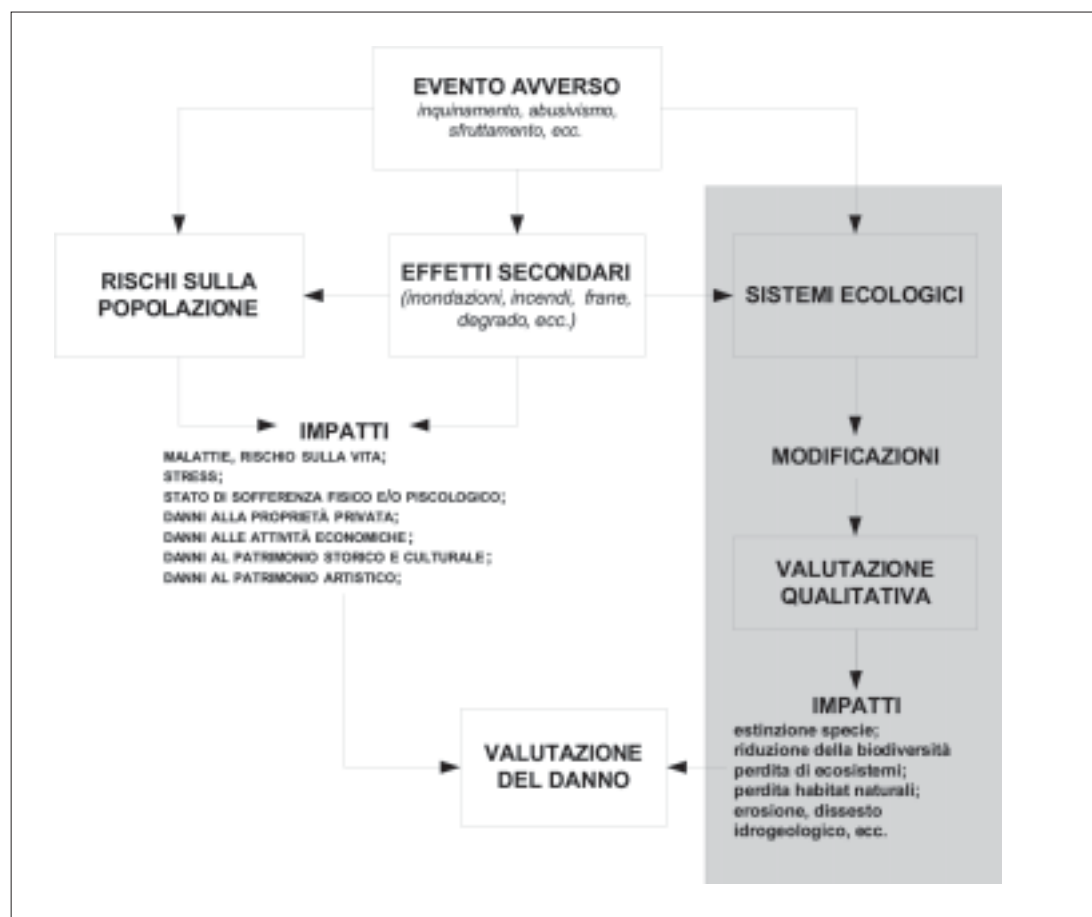 EVENTO AVVERSO
inquinamento, abusivismo,
sfruttamento, ecc.
RISCHI SULLA
POPOLAZIONE
EFFETTI SECONDARI
(inondazioni, incendi, frane,
degrado, ecc.)
SISTEMI ECOLOGICI
IMPATTI
MALATTIE, RISCHIO SULLA VITA;
STRESS;
STATO DI SOFFERENZA FISICO E/O PISCOLOGICO;
DANNI ALLA PROPRIETÀ PRIVATA;
DANNI ALLE ATTIVITÀ ECONOMICHE;
DANNI AL PATRIMONIO STORICO E CULTURALE;
DANNI AL PATRIMONIO ARTISTICO;
MODIFICAZIONI
VALUTAZIONE
QUALITATIVA
IMPATTI
estinzione specie;
riduzione della biodiversità
perdita di ecosistemi;
perdita habitat naturali;
erosione, dissesto
idrogeologico, ecc.
VALUTAZIONE
DEL DANNO